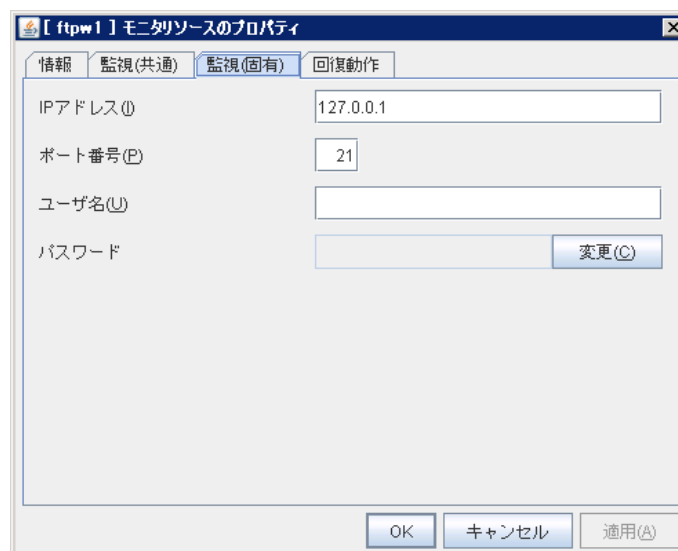 [ ftpw1 ] モニタリソースのプロパティ
情報 監視(共通) 監視(固有) 回復動作
IPアドレス(I) 127.0.0.1
ポート番号(P) 21
ユーザ名(U)
パスワード 変更(C)
OK キャンセル 適用(A)